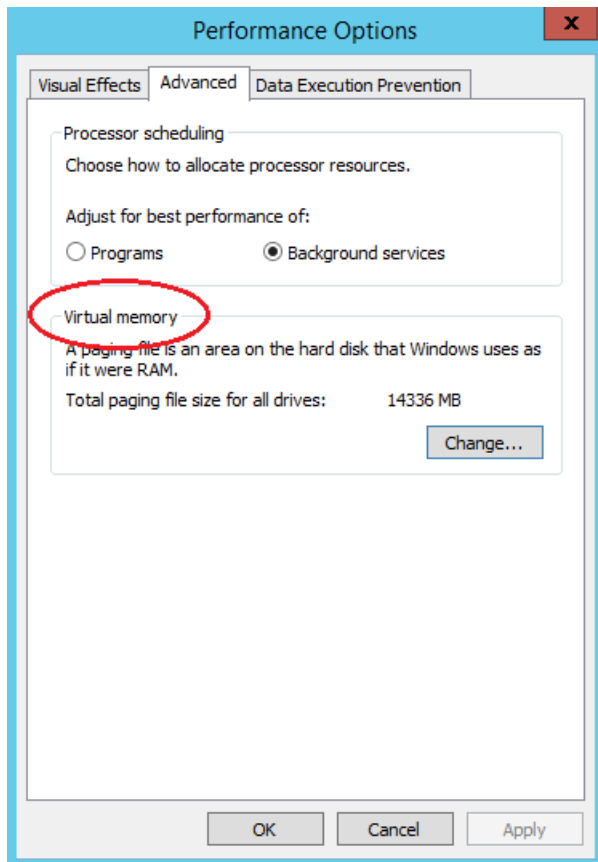 Performance Options
x
Visual Effects Advanced Data Execution Prevention
Processor scheduling
Choose how to allocate processor resources.
Adjust for best performance of:
Programs Background services
Virtual memory
A paging file is an area on the hard disk that Windows uses as
if it were RAM.
Total paging file size for all drives: 14336 MB
Change...
OK Cancel Apply